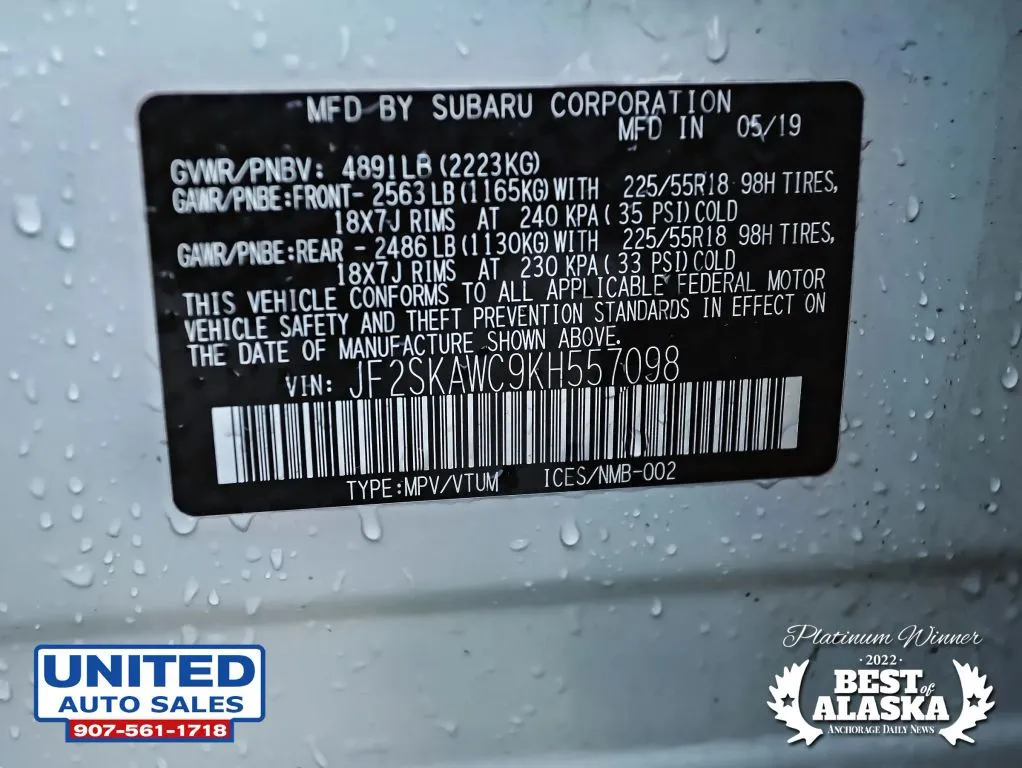 MFD BY SUBARU CORPORATION
MFD IN 05/19
GVWR/PNBV: 4891LB(2223KG)
GAWR/PNBE:FRONT- 2563LB(1165KG)WITH 225/55R18 98H TIRES,
18X7J RIMS AT 240 KPA( 35 PSI)COLD
GAWR/PNBE:REAR - 2486LB(1130KG)WITH 225/55R18 98H TIRES,
18X7J RIMS AT 230 KPA( 33 PSI)COLD
THIS VEHICLE CONFORMS TO ALL APPLICABLE FEDERAL MOTOR
VEHICLE SAFETY AND THEFT PREVENTION STANDARDS IN EFFECT ON
THE DATE OF MANUFACTURE SHOWN ABOVE.
VIN: JF2SKAWC9KH557098
TYPE:MPV/VTUM ICES/NMB-002
UNITED
AUTO SALES
907-561-1718
Platinum Winner
·2022·
BEST of
ALASKA
ANCHORAGE DAILY NEWS